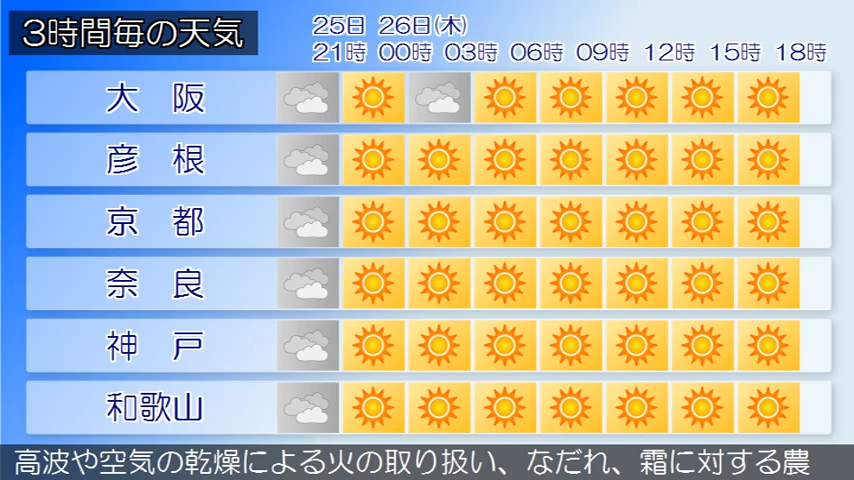 3時間毎の天気
25日 26日(木)
21時 00時 03時 06時 09時 12時 15時 18時
大 阪
彦 根
京 都
奈 良
神 戸
和歌山
高波や空気の乾燥による火の取り扱い、なだれ、霜に対する農